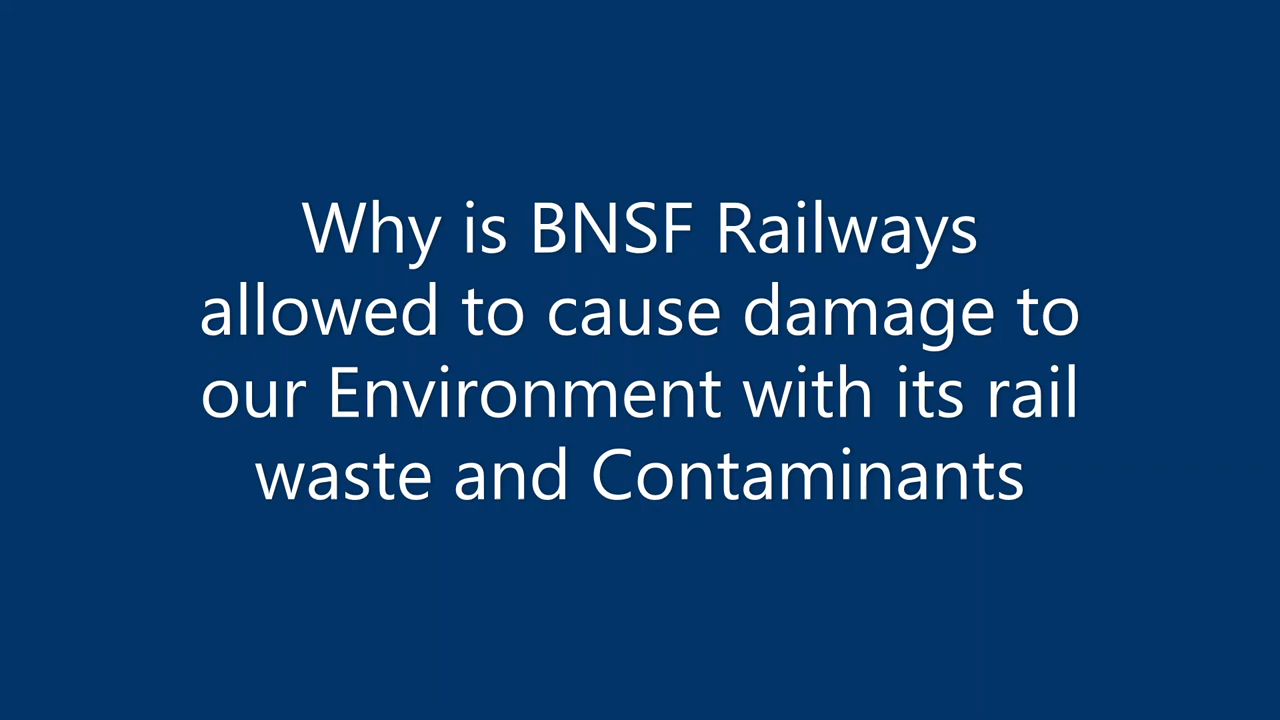 Why is BNSF Railways
allowed to cause damage to
our Environment with its rail
waste and Contaminants